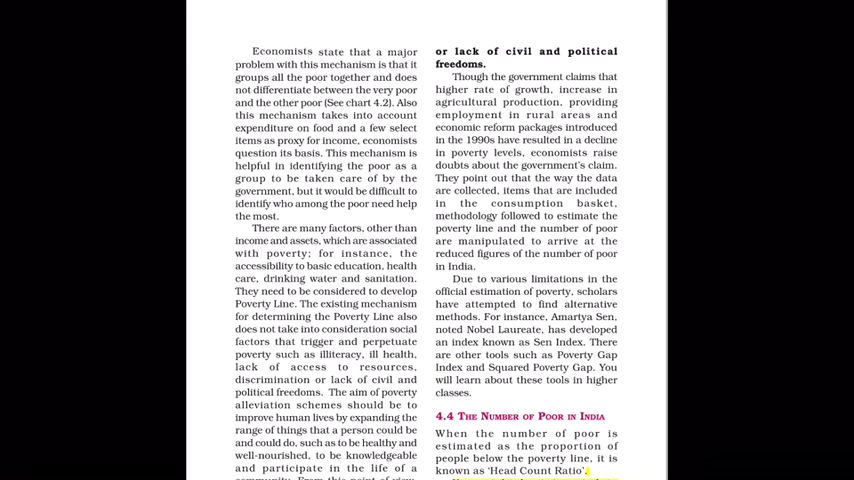 Economists state that a major
problem with this mechanism is that it
groups all the poor together and does
not differentiate between the very poor
and the other poor (See chart 4.2). Also
this mechanism takes into account
expenditure on food and a few select
items as proxy for income, economists
question its basis. This mechanism is
helpful in identifying the poor as a
group to be taken care of by the
government, but it would be difficult to
identify who among the poor need help
the most.
There are many factors, other than
income and assets, which are associated
with poverty; for instance, the
accessibility to basic education, health
care, drinking water and sanitation.
They need to be considered to develop
Poverty Line. The existing mechanism
for determining the Poverty Line also
does not take into consideration social
factors that trigger and perpetuate
poverty such as illiteracy, ill health,
lack of access to resources,
discrimination or lack of civil and
political freedoms. The aim of poverty
alleviation schemes should be to
improve human lives by expanding the
range of things that a person could be
and could do, such as to be healthy and
well-nourished, to be knowledgeable
and participate in the life of a
or lack of civil and political
freedoms.
Though the government claims that
higher rate of growth, increase in
agricultural production, providing
employment in rural areas and
economic reform packages introduced
in the 1990s have resulted in a decline
in poverty levels, economists raise
doubts about the government's claim.
They point out that the way the data
are collected, items that are included
in the consumption basket,
methodology followed to estimate the
poverty line and the number of poor
are manipulated to arrive at the
reduced figures of the number of poor
in India.
Due to various limitations in the
official estimation of poverty, scholars
have attempted to find alternative
methods. For instance, Amartya Sen,
noted Nobel Laureate, has developed
an index known as Sen Index. There
are other tools such as Poverty Gap
Index and Squared Poverty Gap. You
will learn about these tools in higher
classes.
4.4 THE NUMBER OF POOR IN INDIA
When the number of poor is
estimated as the proportion of
people below the poverty line, it is
known as 'Head Count Ratio'.